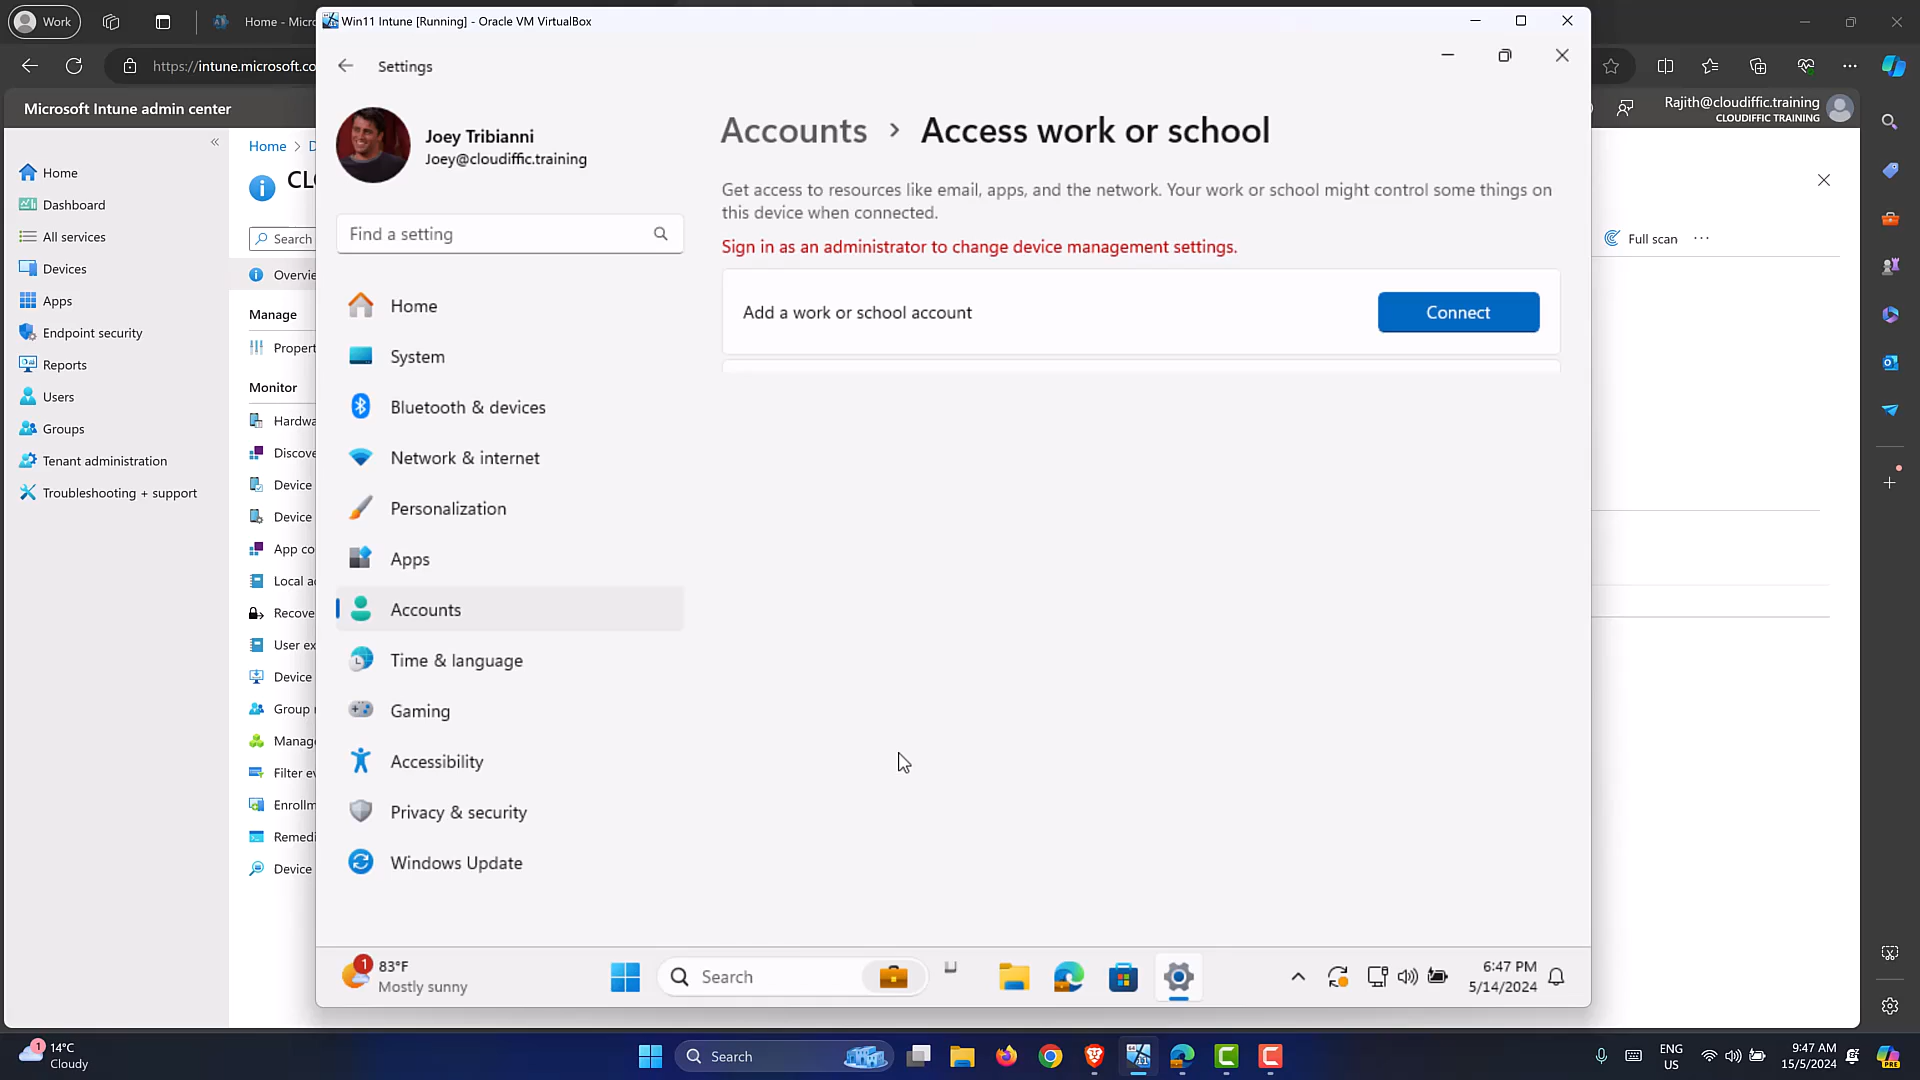 Work
Home - Micr
Win11 Intune [Running] - Oracle VM VirtualBox
https://intune.microsoft.co
Settings
Microsoft Intune admin center
Rajith@cloudiffic.training
CLOUDIFFIC TRAINING
Home
Dashboard
All services
Devices
Apps
Endpoint security
Reports
Users
Groups
Tenant administration
Troubleshooting + support
Home > D
CL
Search
Overvie
Manage
Propert
Monitor
Hardwa
Discove
Device
Device
App co
Local a
Recove
User ex
Device
Group
Manag
Filter e
Enrollm
Remedi
Device
Joey Tribianni
Joey@cloudiffic.training
Find a setting
Home
System
Bluetooth & devices
Network & internet
Personalization
Apps
Accounts
Time & language
Gaming
Accessibility
Privacy & security
Windows Update
Accounts > Access work or school
Get access to resources like email, apps, and the network. Your work or school might control some things on
this device when connected.
Sign in as an administrator to change device management settings.
Add a work or school account
Connect
Full scan
1
83°F
Mostly sunny
Search
6:47 PM
5/14/2024
1
14°C
Cloudy
Search
ENG
US
9:47 AM
15/5/2024
PRE